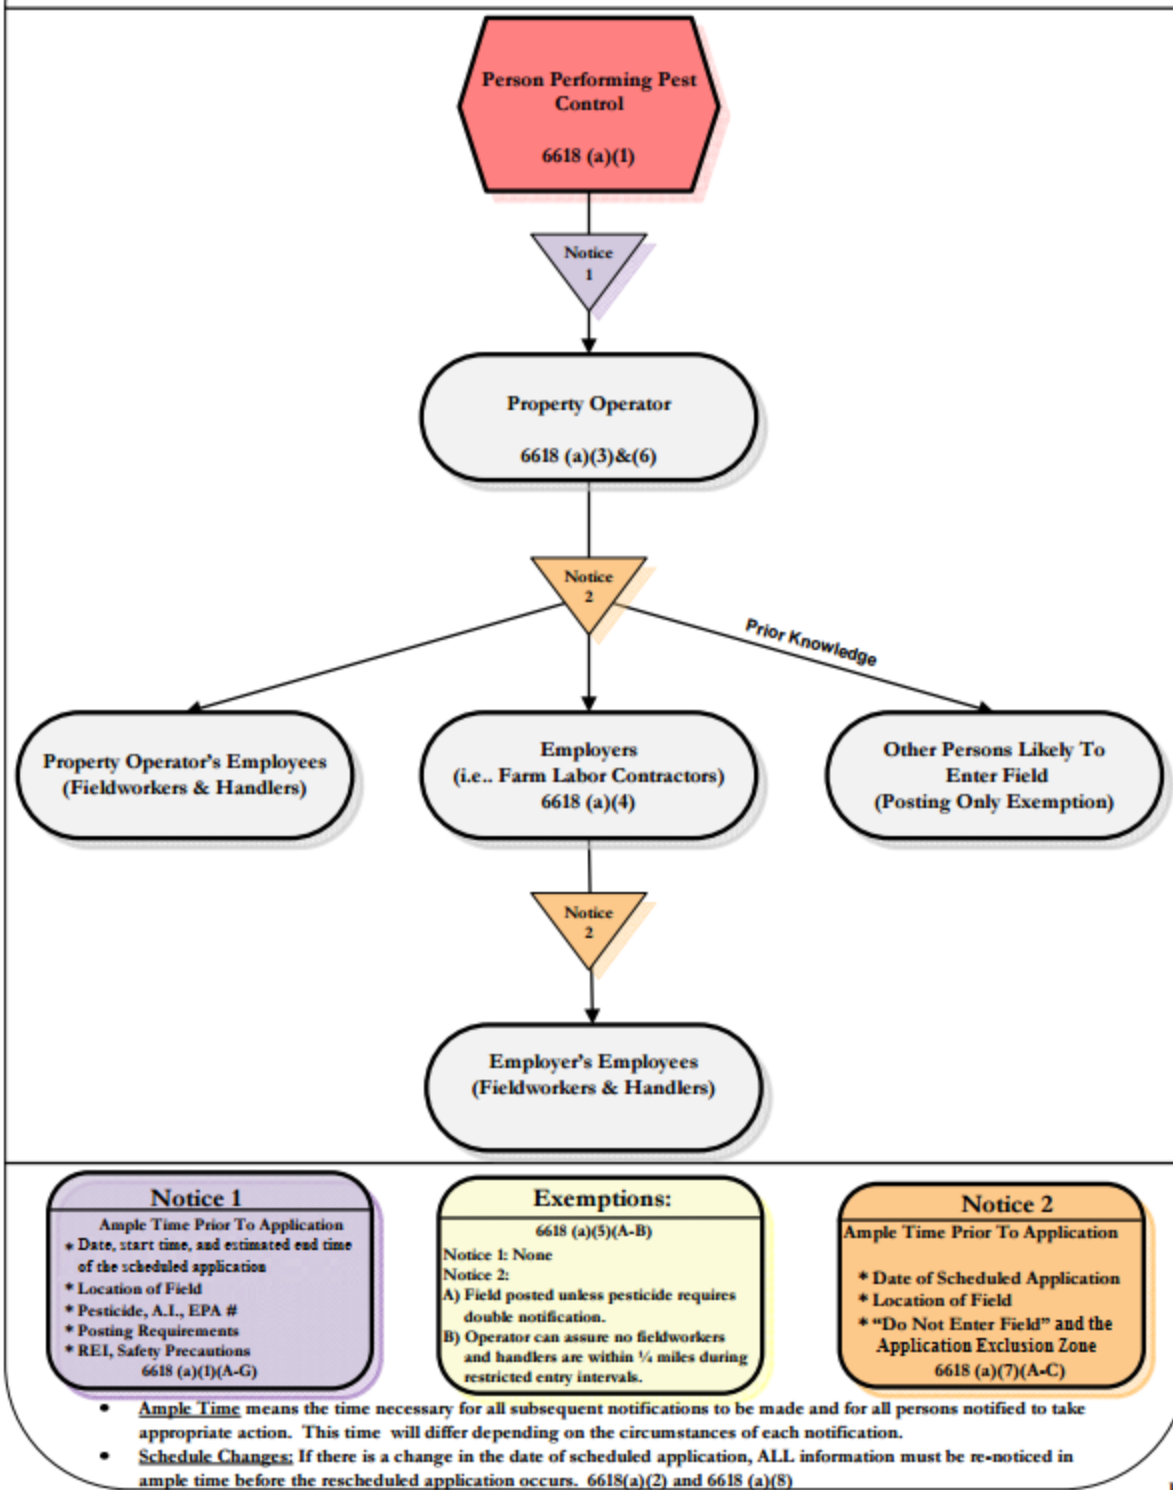 Person Performing Pest
Control
6618 (a)(1)
Notice
1
Property Operator
6618 (a)(3)&(6)
Notice
2
Prior Knowledge
Property Operator's Employees
(Fieldworkers & Handlers)
Employers
(i.e.. Farm Labor Contractors)
6618 (a)(4)
Other Persons Likely To
Enter Field
(Posting Only Exemption)
Notice
2
Employer's Employees
(Fieldworkers & Handlers)
Notice 1
Ample Time Prior To Application
* Date, start time, and estimated end time
of the scheduled application
* Location of Field
* Pesticide, A.I., EPA #
* Posting Requirements
* REI, Safety Precautions
6618 (a)(1)(A-G)
Exemptions:
6618 (a)(5)(A-B)
Notice 1: None
Notice 2:
A) Field posted unless pesticide requires
double notification.
B) Operator can assure no fieldworkers
and handlers are within ¼ miles during
restricted entry intervals.
Notice 2
Ample Time Prior To Application
* Date of Scheduled Application
* Location of Field
* "Do Not Enter Field" and the
Application Exclusion Zone
6618 (a)(7)(A-C)
• Ample Time means the time necessary for all subsequent notifications to be made and for all persons notified to take
appropriate action. This time will differ depending on the circumstances of each notification.
• Schedule Changes: If there is a change in the date of scheduled application, ALL information must be re-noticed in
ample time before the rescheduled application occurs. 6618(a)(2) and 6618 (a)(8)